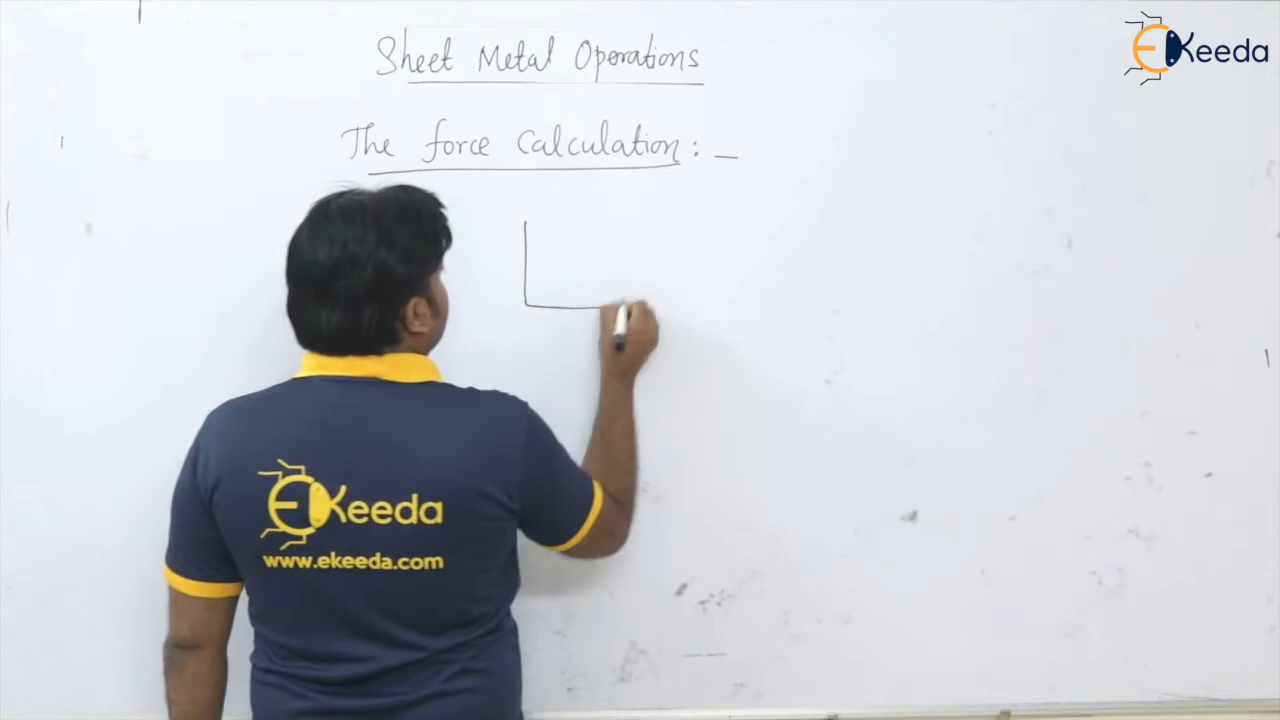 Sheet Metal Operations
EKeeda
The force Calculation : _
EKeeda
www.ekeeda.com